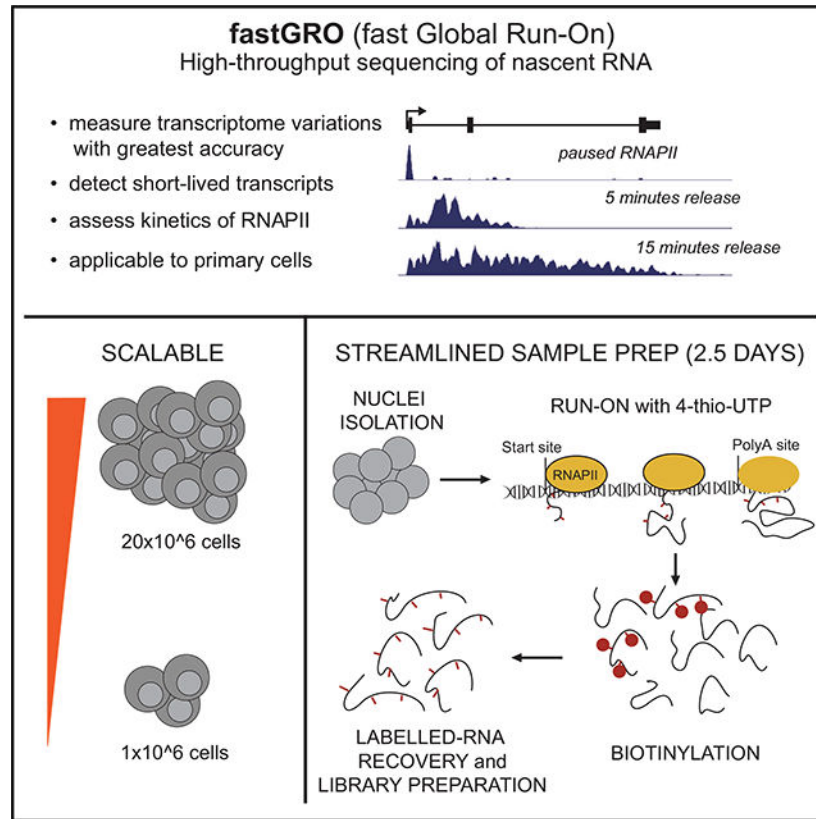 fastGRO (fast Global Run-On)
High-throughput sequencing of nascent RNA
• measure transcriptome variations
with greatest accuracy
• detect short-lived transcripts
• assess kinetics of RNAPII
• applicable to primary cells
paused RNAPII
5 minutes release
15 minutes release
SCALABLE
20x10^6 cells
1x10^6 cells
STREAMLINED SAMPLE PREP (2.5 DAYS)
NUCLEI
ISOLATION
RUN-ON with 4-thio-UTP
Start site
PolyA site
RNAPII
BIOTINYLATION
LABELLED-RNA
RECOVERY and
LIBRARY PREPARATION